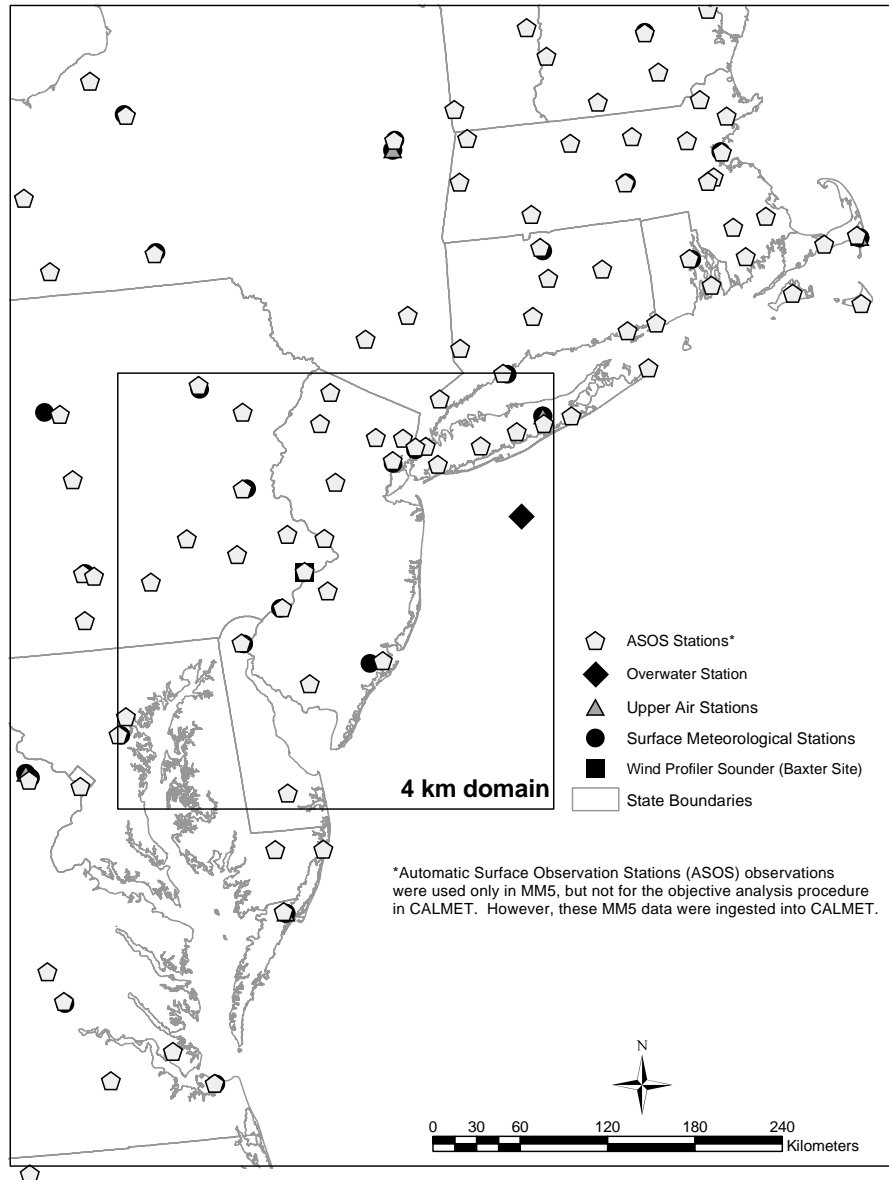 ASOS Stations*
Overwater Station
Upper Air Stations
Surface Meteorological Stations
Wind Profiler Sounder (Baxter Site)
State Boundaries
4 km domain
*Automatic Surface Observation Stations (ASOS) observations
were used only in MM5, but not for the objective analysis procedure
in CALMET.  However, these MM5 data were ingested into CALMET.
N
0 30 60 120 180 240
Kilometers